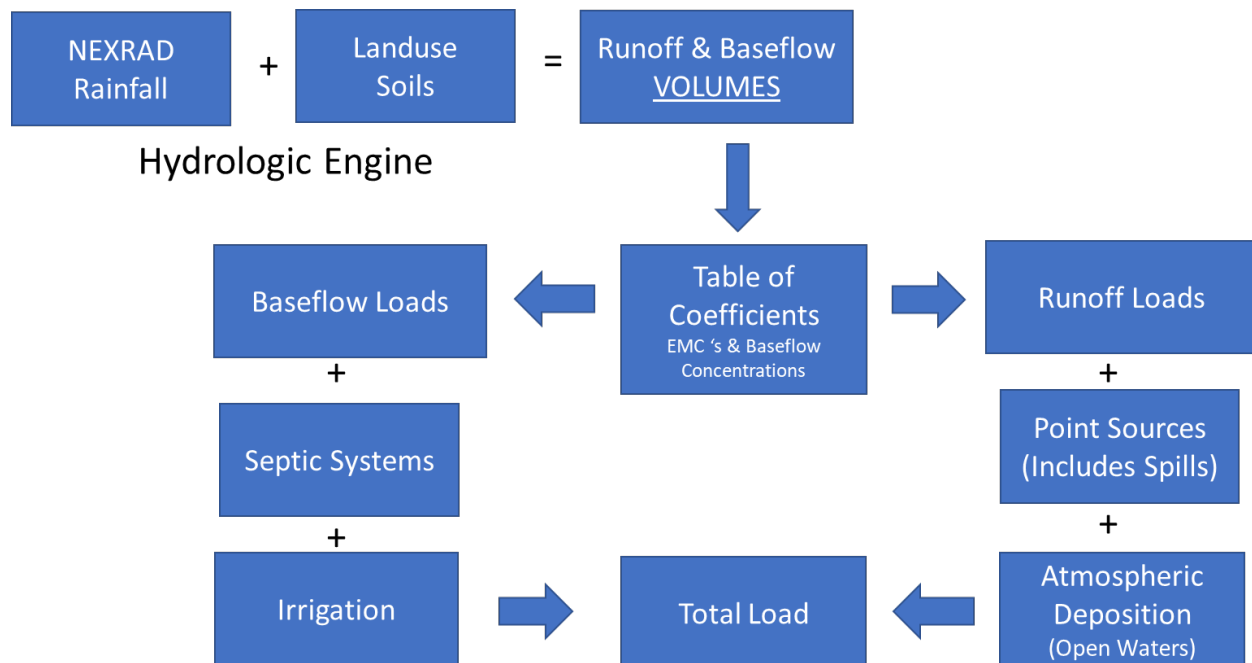 NEXRAD
Rainfall
+
Landuse
Soils
=
Runoff & Baseflow
VOLUMES
Hydrologic Engine
Baseflow Loads
Table of
Coefficients
EMC ‘s & Baseflow
Concentrations
Runoff Loads
+
+
Septic Systems
Point Sources
(Includes Spills)
+
+
Irrigation
Total Load
Atmospheric
Deposition
(Open Waters)